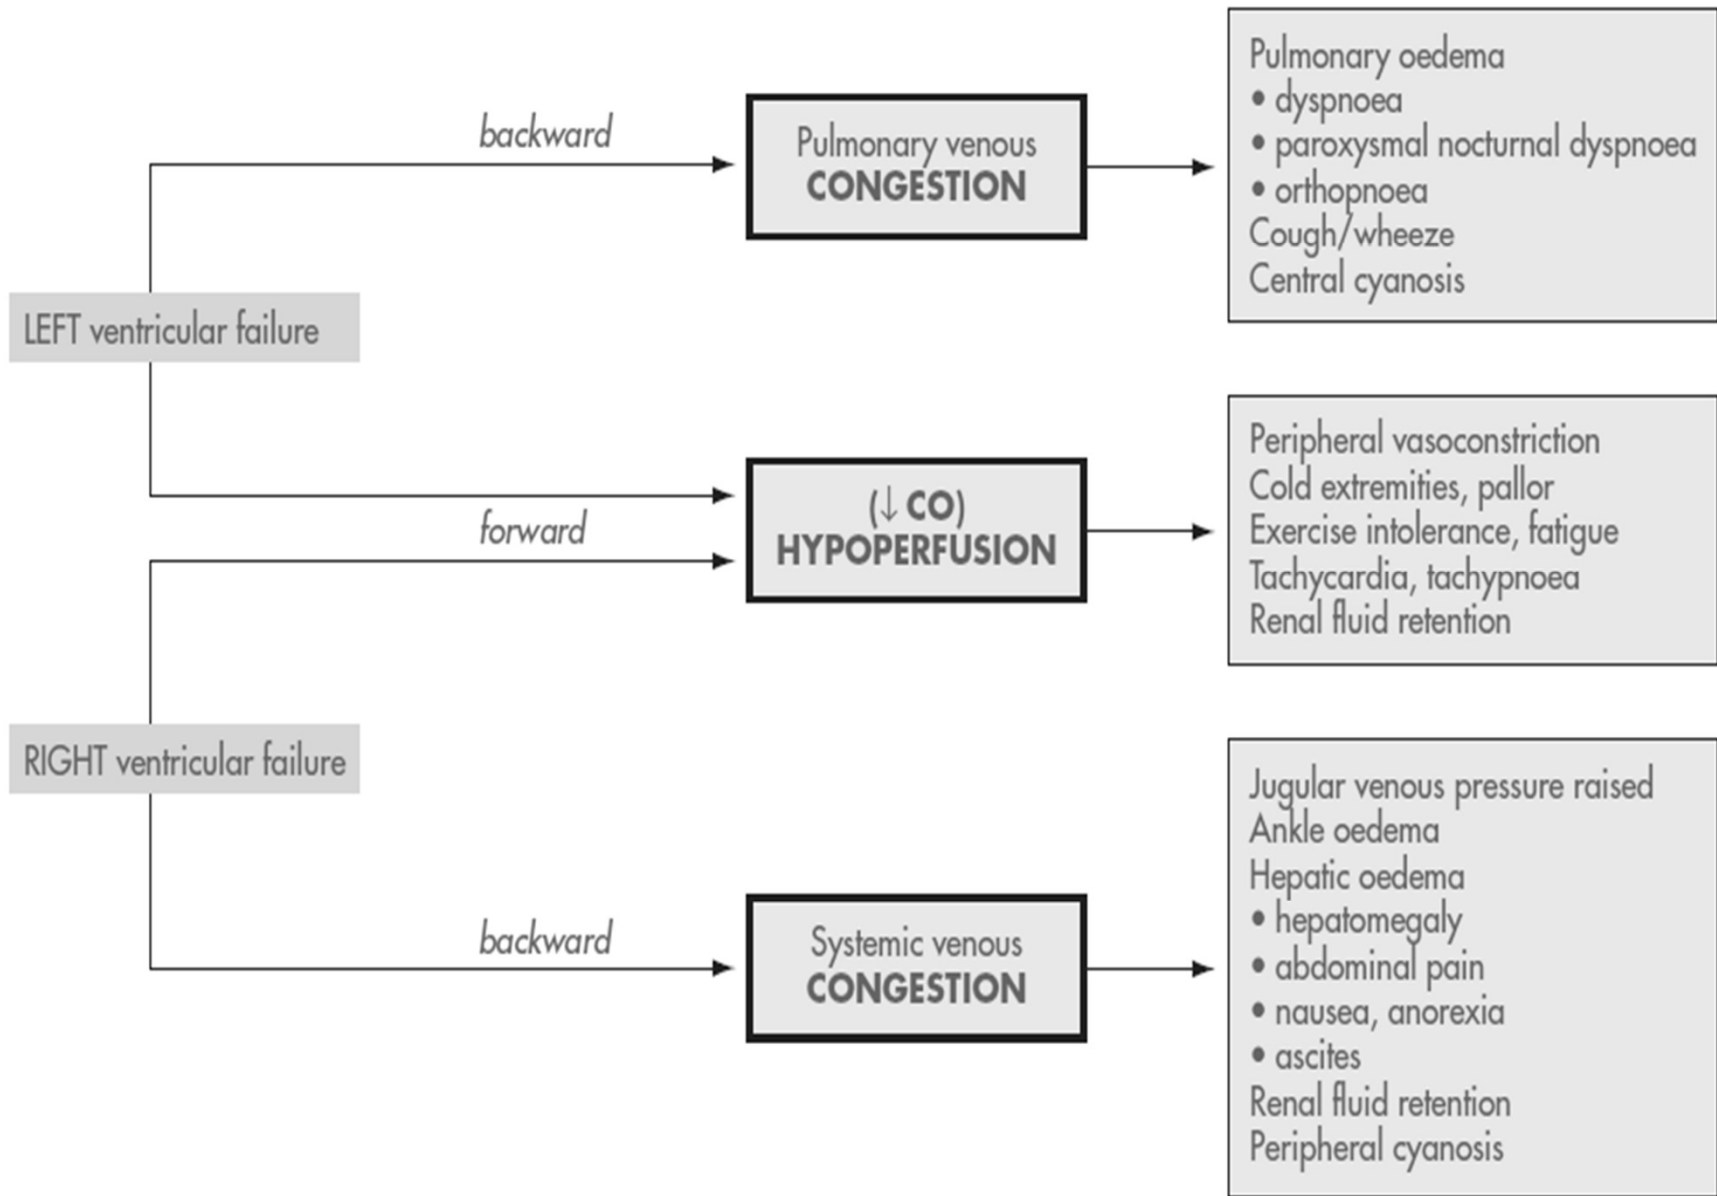 LEFT ventricular failure
backward
Pulmonary venous
CONGESTION
Pulmonary oedema
• dyspnoea
• paroxysmal nocturnal dyspnoea
• orthopnoea
Cough/wheeze
Central cyanosis
forward
(↓ CO)
HYPOPERFUSION
Peripheral vasoconstriction
Cold extremities, pallor
Exercise intolerance, fatigue
Tachycardia, tachypnoea
Renal fluid retention
RIGHT ventricular failure
backward
Systemic venous
CONGESTION
Jugular venous pressure raised
Ankle oedema
Hepatic oedema
• hepatomegaly
• abdominal pain
• nausea, anorexia
• ascites
Renal fluid retention
Peripheral cyanosis